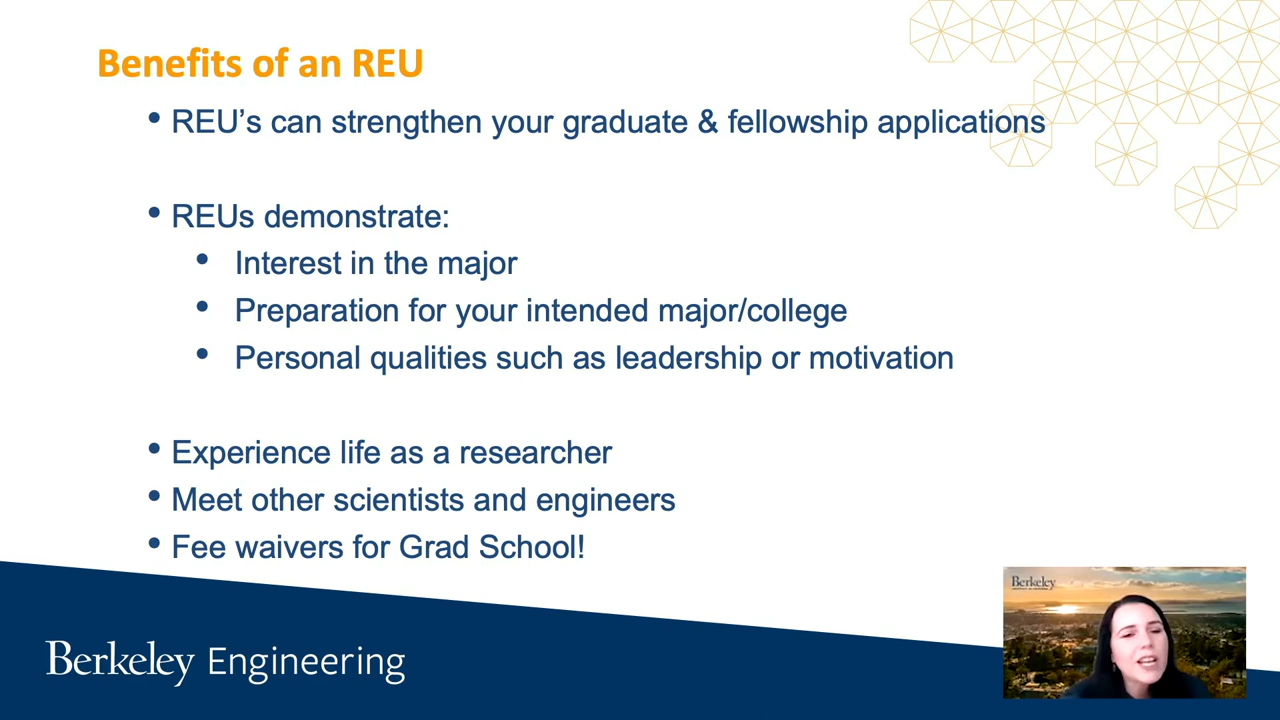 Benefits of an REU
• REU’s can strengthen your graduate & fellowship applications
• REUs demonstrate:
• Interest in the major
• Preparation for your intended major/college
• Personal qualities such as leadership or motivation
• Experience life as a researcher
• Meet other scientists and engineers
• Fee waivers for Grad School!
Berkeley Engineering
Berkeley